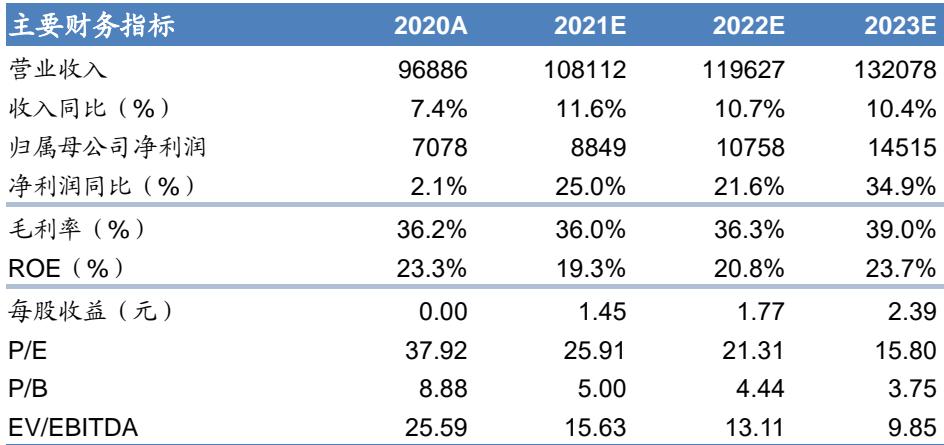 主要财务指标 2020A 2021E 2022E 2023E
营业收入 96886 108112 119627 132078
收入同比（%） 7.4% 11.6% 10.7% 10.4%
归属母公司净利润 7078 8849 10758 14515
净利润同比（%） 2.1% 25.0% 21.6% 34.9%
毛利率（%） 36.2% 36.0% 36.3% 39.0%
ROE（%） 23.3% 19.3% 20.8% 23.7%
每股收益（元） 0.00 1.45 1.77 2.39
P/E 37.92 25.91 21.31 15.80
P/B 8.88 5.00 4.44 3.75
EV/EBITDA 25.59 15.63 13.11 9.85